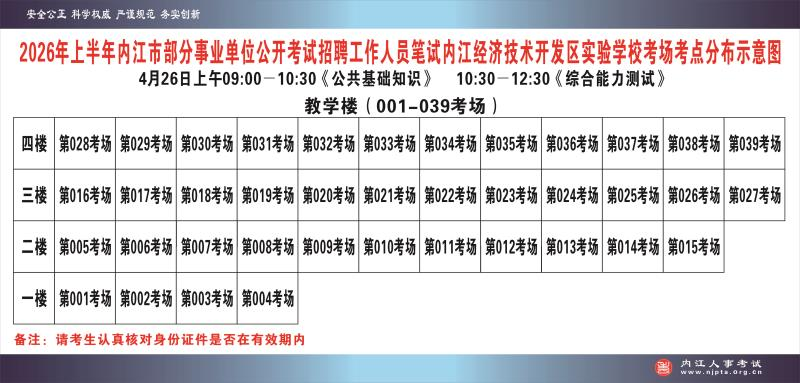 安全公正 科学权威 严谨规范 务实创新
2026年上半年内江市部分事业单位公开考试招聘工作人员笔试内江经济技术开发区实验学校考场考点分布示意图
4月26日上午09:00－10:30《公共基础知识》 10:30－12:30《综合能力测试》
教学楼（001-039考场）
四楼 第028考场 第029考场 第030考场 第031考场 第032考场 第033考场 第034考场 第035考场 第036考场 第037考场 第038考场 第039考场
三楼 第016考场 第017考场 第018考场 第019考场 第020考场 第021考场 第022考场 第023考场 第024考场 第025考场 第026考场 第027考场
二楼 第005考场 第006考场 第007考场 第008考场 第009考场 第010考场 第011考场 第012考场 第013考场 第014考场 第015考场
一楼 第001考场 第002考场 第003考场 第004考场
备注：请考生认真核对身份证件是否在有效期内
内江人事考试
www.njpta.org.cn